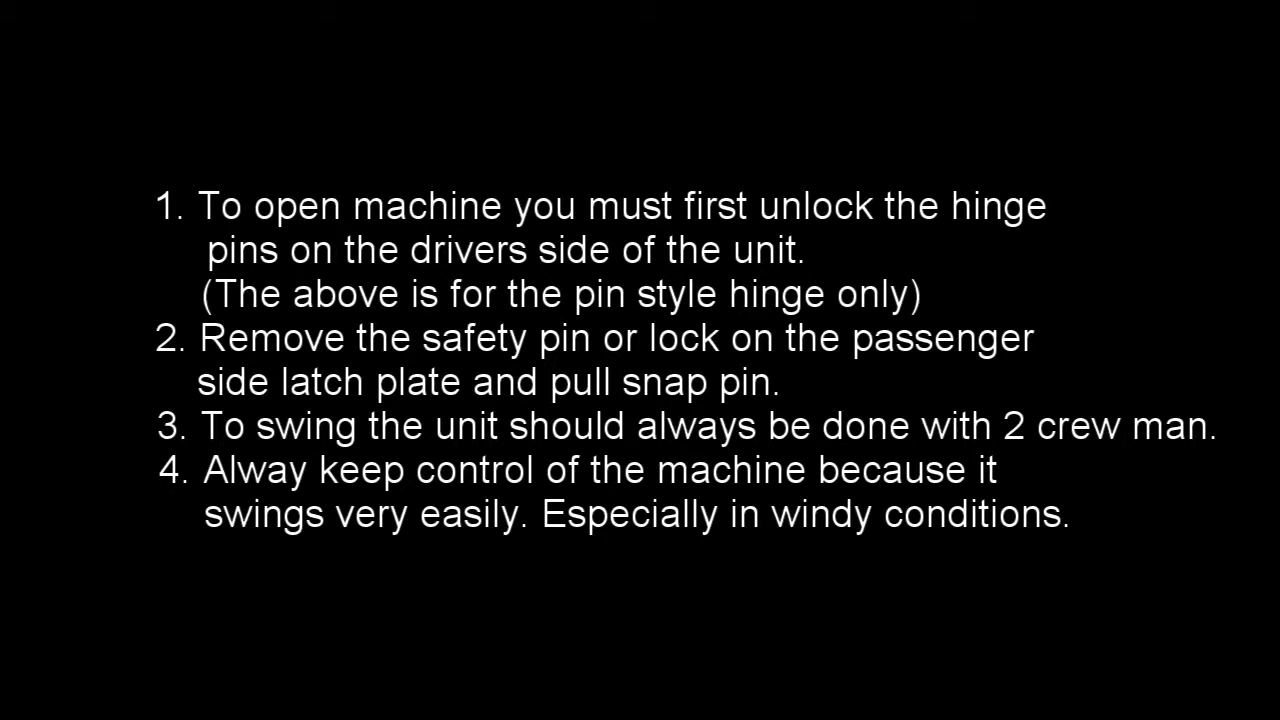 1. To open machine you must first unlock the hinge
pins on the drivers side of the unit.
(The above is for the pin style hinge only)
2. Remove the safety pin or lock on the passenger
side latch plate and pull snap pin.
3. To swing the unit should always be done with 2 crew man.
4. Alway keep control of the machine because it
swings very easily. Especially in windy conditions.